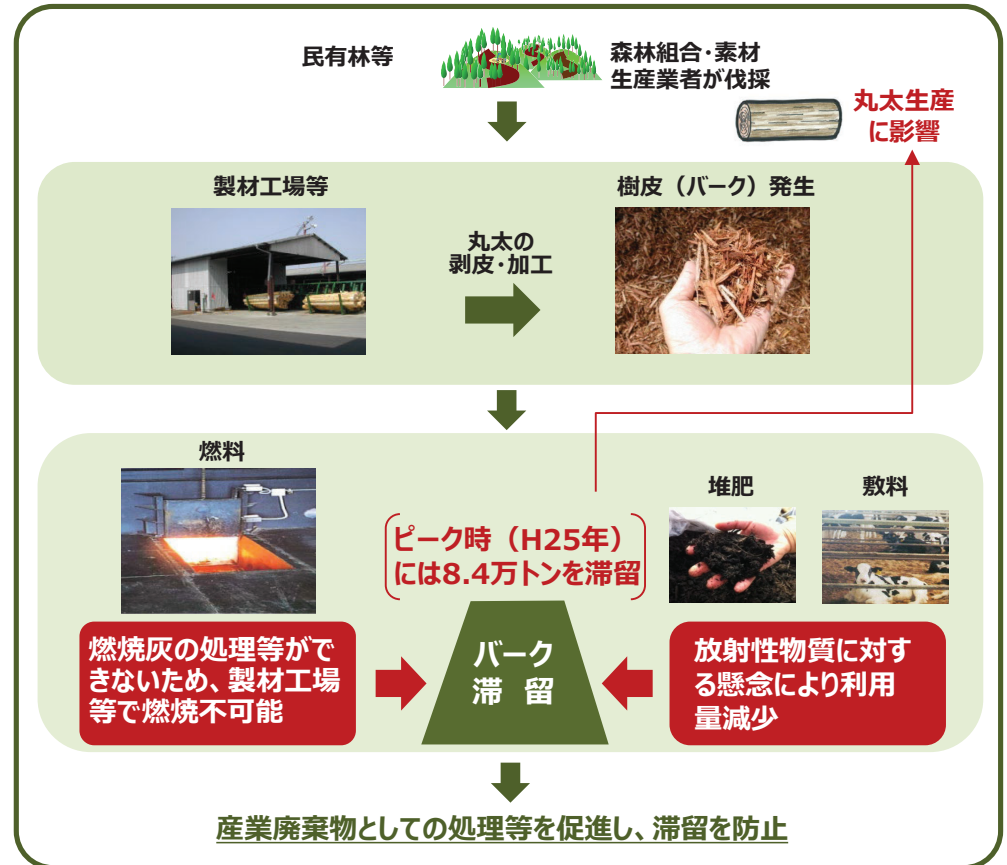 民有林等
森林組合・素材
生産業者が伐採
丸太生産
に影響
製材工場等
樹皮（バーク）発生
丸太の
剥皮・加工
燃料
堆肥
敷料
ピーク時（H25年）
には8.4万トンを滞留
燃焼灰の処理等がで
きないため、製材工場
等で燃焼不可能
バーク
滞 留
放射性物質に対す
る懸念により利用
量減少
産業廃棄物としての処理等を促進し、滞留を防止